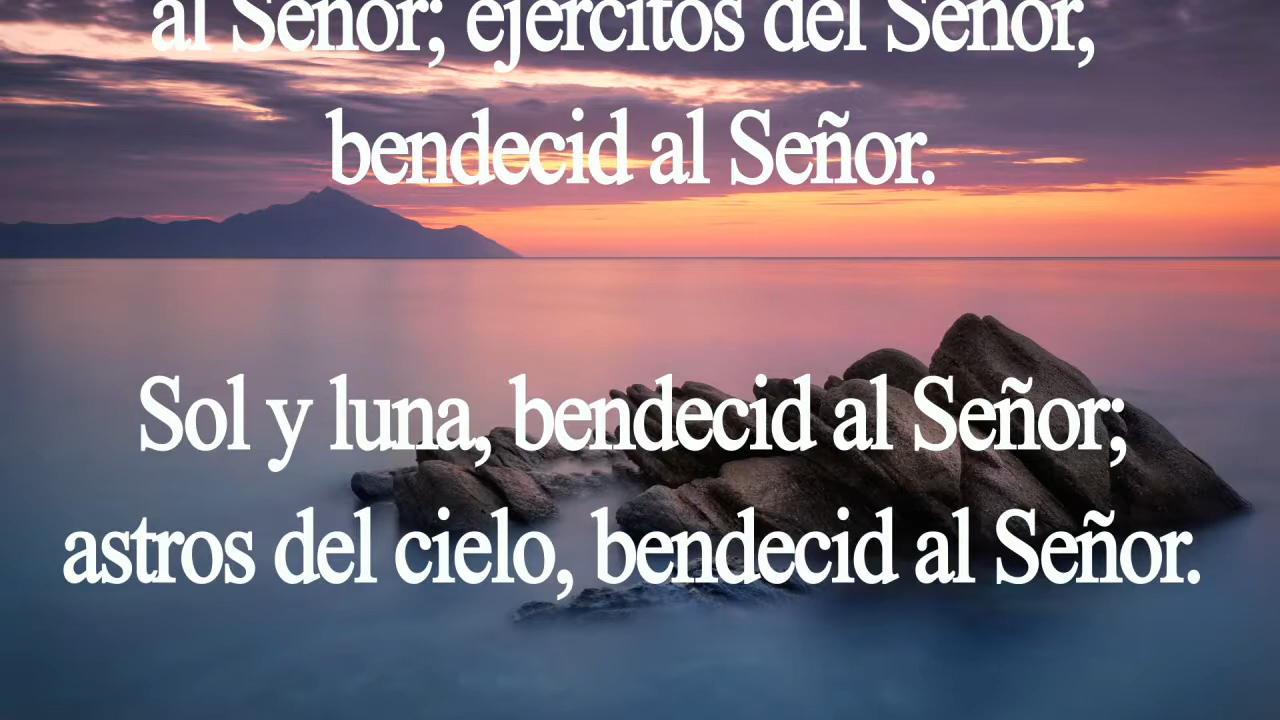 al Señor; ejércitos del Señor,
bendecid al Señor.
Sol y luna, bendecid al Señor;
astros del cielo, bendecid al Señor.